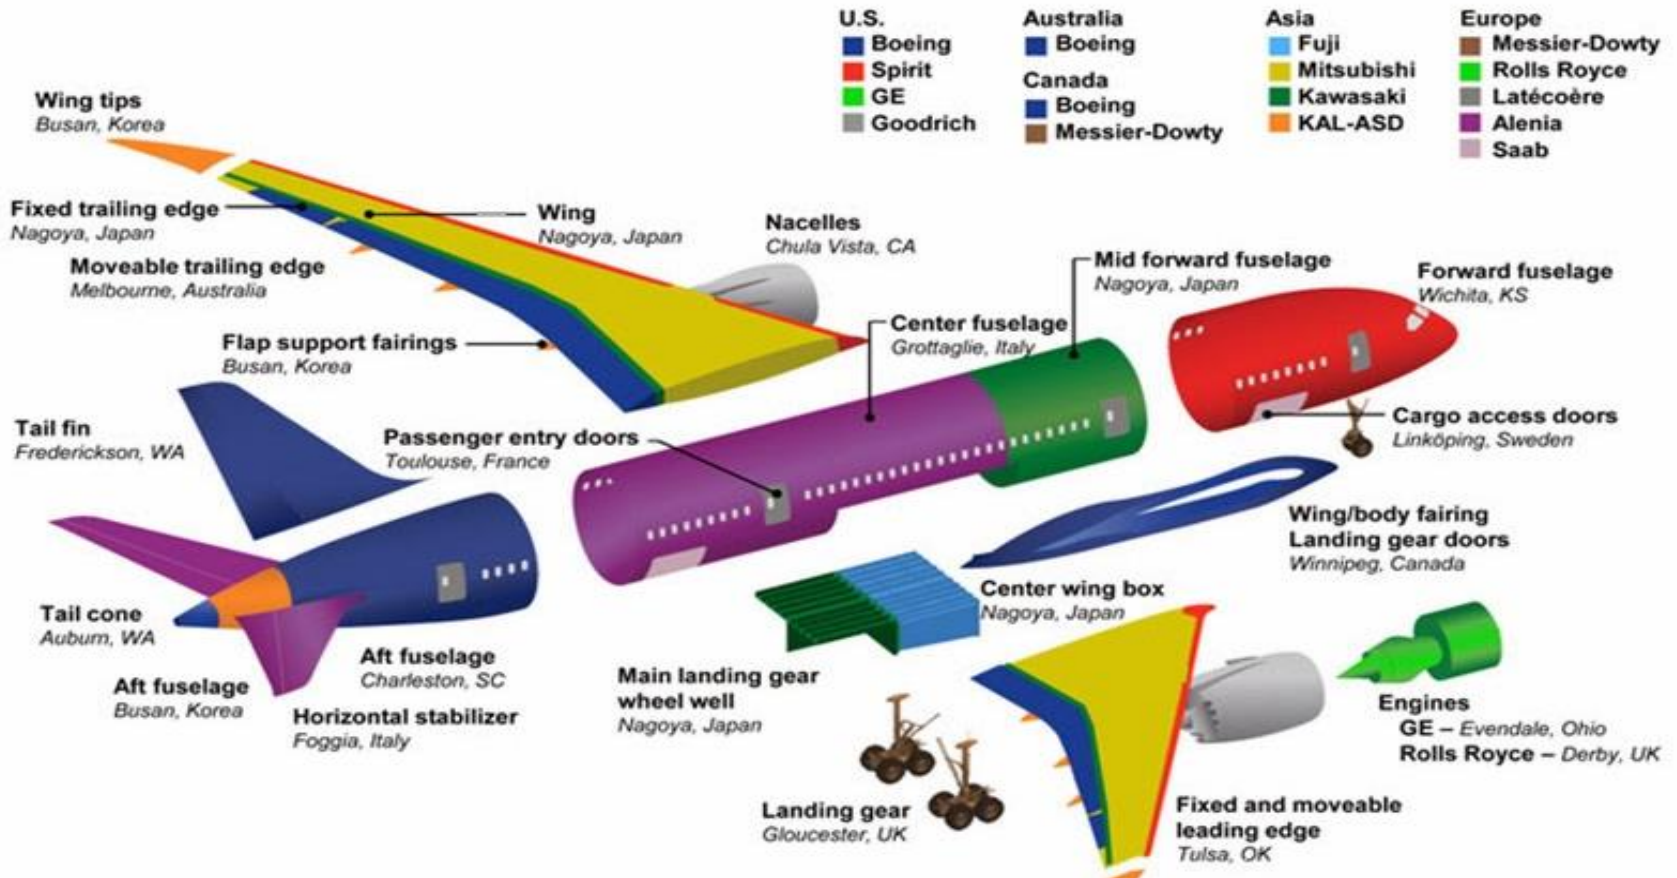 U.S.
Boeing
Spirit
GE
Goodrich
Australia
Boeing
Canada
Boeing
Messier-Dowty
Asia
Fuji
Mitsubishi
Kawasaki
KAL-ASD
Europe
Messier-Dowty
Rolls Royce
Latécoère
Alenia
Saab
Wing tips
Busan, Korea
Fixed trailing edge
Nagoya, Japan
Wing
Nagoya, Japan
Nacelles
Chula Vista, CA
Moveable trailing edge
Melbourne, Australia
Mid forward fuselage
Nagoya, Japan
Forward fuselage
Wichita, KS
Flap support fairings
Busan, Korea
Center fuselage
Grottaglie, Italy
Tail fin
Frederickson, WA
Passenger entry doors
Toulouse, France
Cargo access doors
Linköping, Sweden
Wing/body fairing
Landing gear doors
Winnipeg, Canada
Center wing box
Nagoya, Japan
Tail cone
Auburn, WA
Aft fuselage
Charleston, SC
Aft fuselage
Busan, Korea
Horizontal stabilizer
Foggia, Italy
Main landing gear
wheel well
Nagoya, Japan
Engines
GE – Evendale, Ohio
Rolls Royce – Derby, UK
Landing gear
Gloucester, UK
Fixed and moveable
leading edge
Tulsa, OK